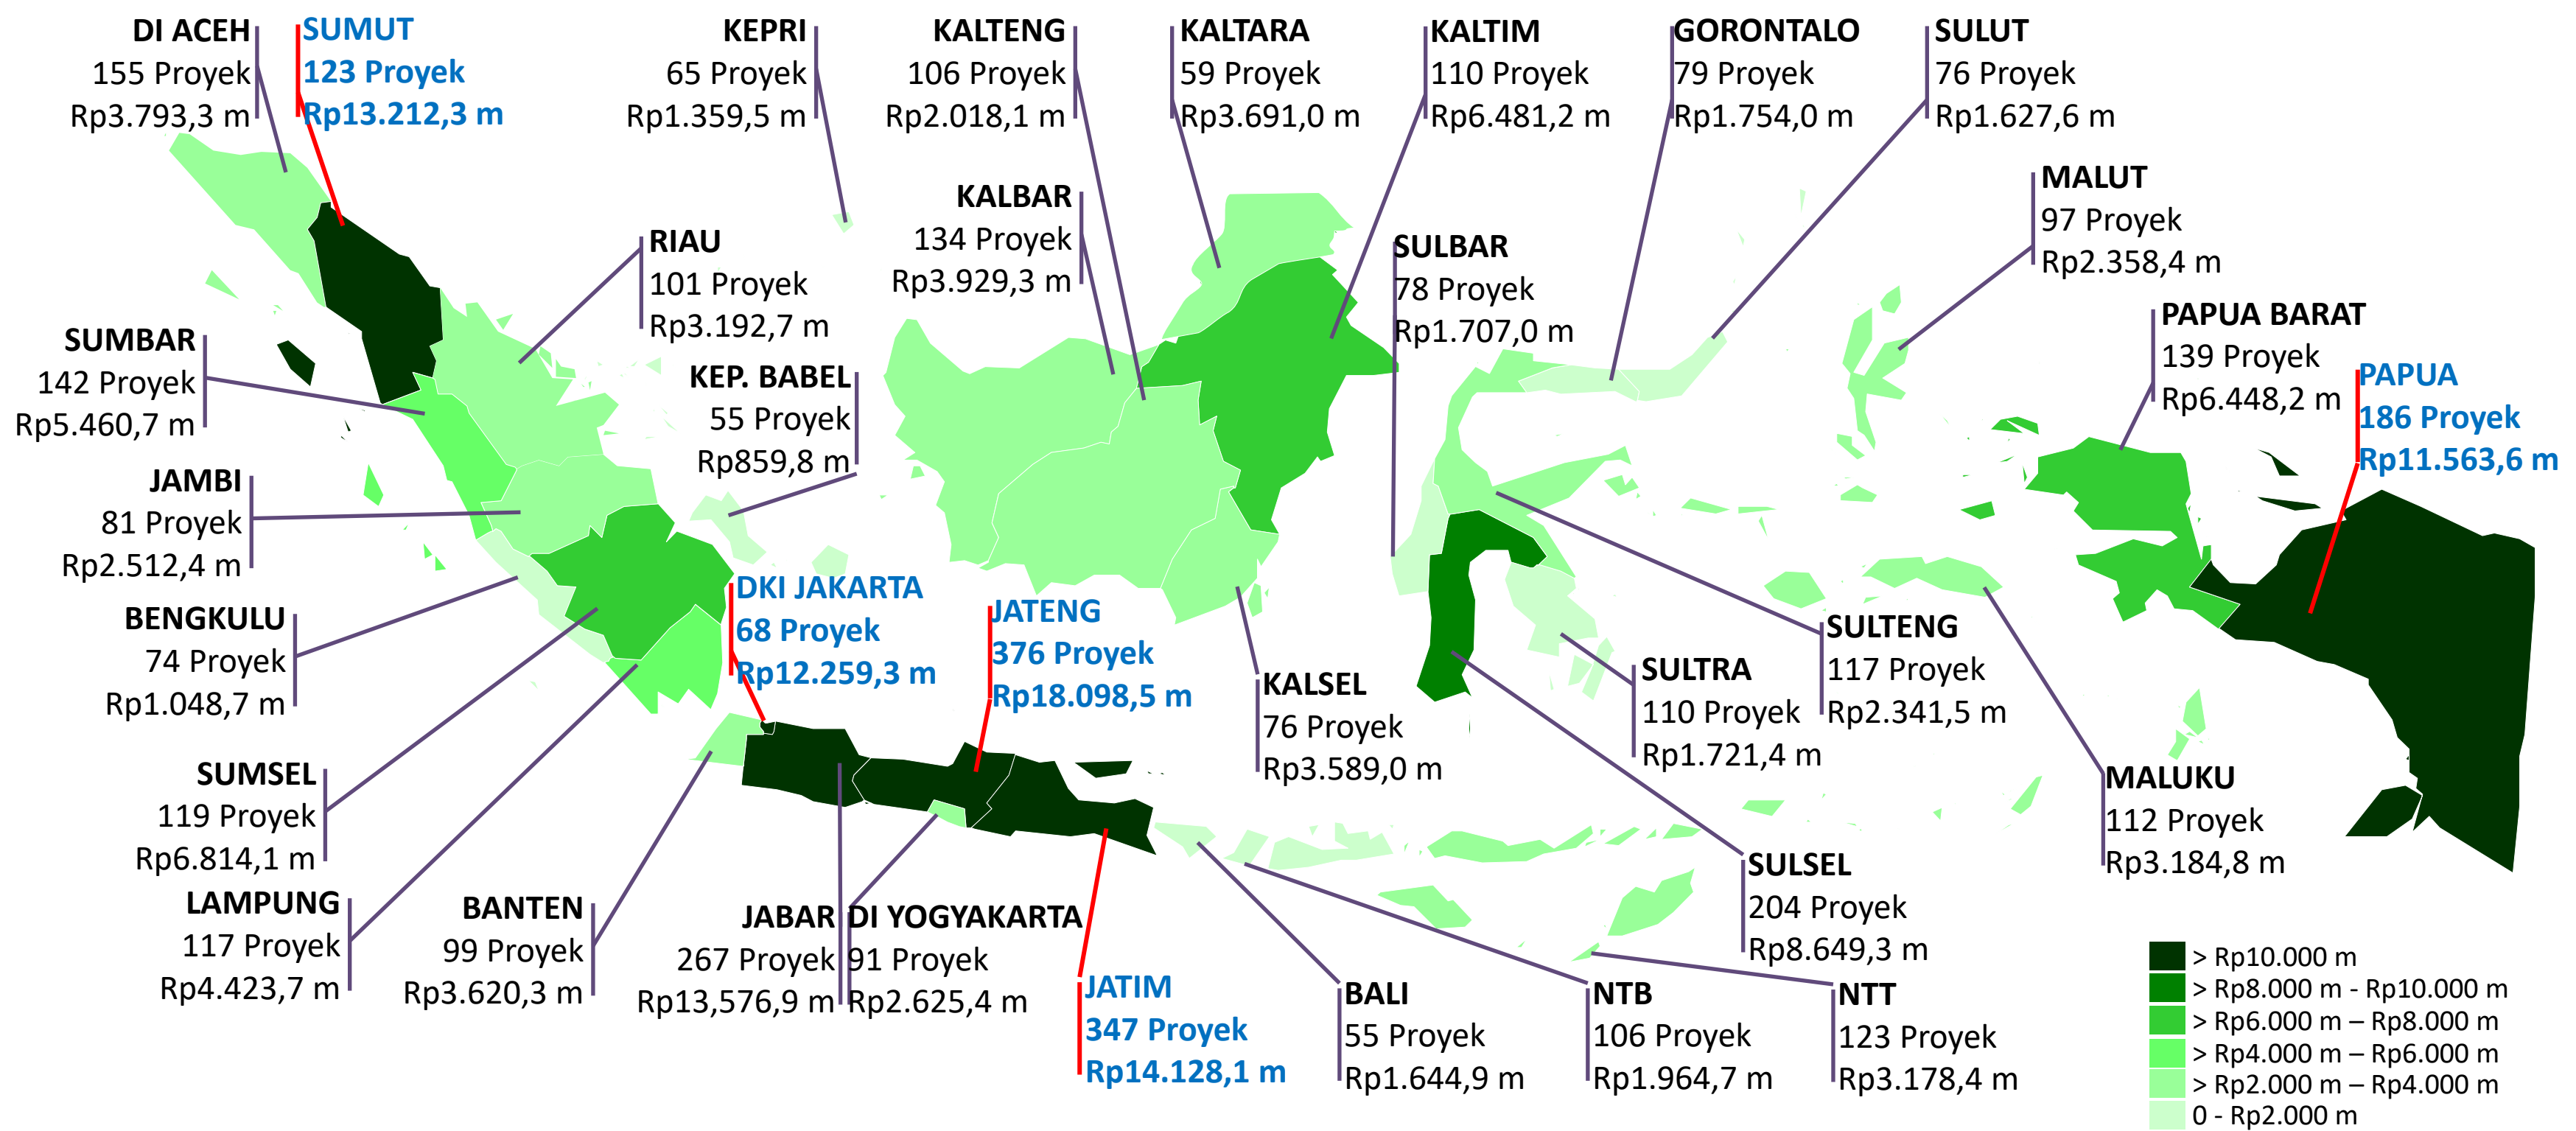 DI ACEH
155 Proyek
Rp3.793,3 m
SUMUT
123 Proyek
Rp13.212,3 m
KEPRI
65 Proyek
Rp1.359,5 m
KALTENG
106 Proyek
Rp2.018,1 m
KALTARA
59 Proyek
Rp3.691,0 m
KALTIM
110 Proyek
Rp6.481,2 m
GORONTALO
79 Proyek
Rp1.754,0 m
SULUT
76 Proyek
Rp1.627,6 m
MALUT
97 Proyek
Rp2.358,4 m
KALBAR
134 Proyek
Rp3.929,3 m
RIAU
101 Proyek
Rp3.192,7 m
SULBAR
78 Proyek
Rp1.707,0 m
PAPUA BARAT
139 Proyek
Rp6.448,2 m
SUMBAR
142 Proyek
Rp5.460,7 m
KEP. BABEL
55 Proyek
Rp859,8 m
PAPUA
186 Proyek
Rp11.563,6 m
JAMBI
81 Proyek
Rp2.512,4 m
DKI JAKARTA
68 Proyek
Rp12.259,3 m
JATENG
376 Proyek
Rp18.098,5 m
BENGKULU
74 Proyek
Rp1.048,7 m
SULTENG
117 Proyek
Rp2.341,5 m
SULTRA
110 Proyek
Rp1.721,4 m
KALSEL
76 Proyek
Rp3.589,0 m
SUMSEL
119 Proyek
Rp6.814,1 m
MALUKU
112 Proyek
Rp3.184,8 m
SULSEL
204 Proyek
Rp8.649,3 m
LAMPUNG
117 Proyek
Rp4.423,7 m
BANTEN
99 Proyek
Rp3.620,3 m
JABAR
267 Proyek
Rp13,576,9 m
DI YOGYAKARTA
91 Proyek
Rp2.625,4 m
JATIM
347 Proyek
Rp14.128,1 m
BALI
55 Proyek
Rp1.644,9 m
NTB
106 Proyek
Rp1.964,7 m
NTT
123 Proyek
Rp3.178,4 m
> Rp10.000 m
> Rp8.000 m - Rp10.000 m
> Rp6.000 m – Rp8.000 m
> Rp4.000 m – Rp6.000 m
> Rp2.000 m – Rp4.000 m
0 - Rp2.000 m